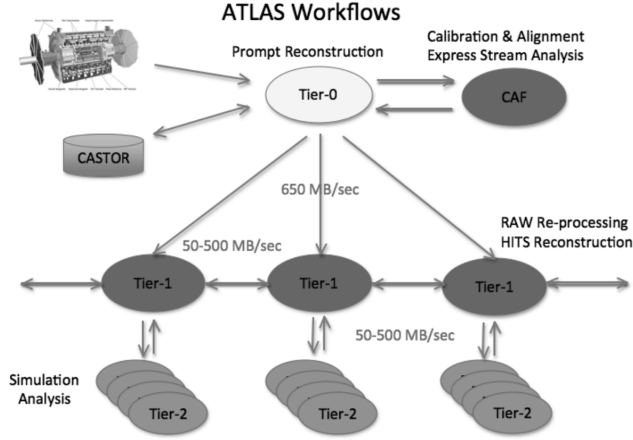 ATLAS Workflows
Prompt Reconstruction
Calibration & Alignment
Express Stream Analysis
Tier-0
CAF
CASTOR
650 MB/sec
50-500 MB/sec
RAW Re-processing
HITS Reconstruction
Tier-1
Tier-1
Tier-1
50-500 MB/sec
Simulation
Analysis
Tier-2
Tier-2
Tier-2